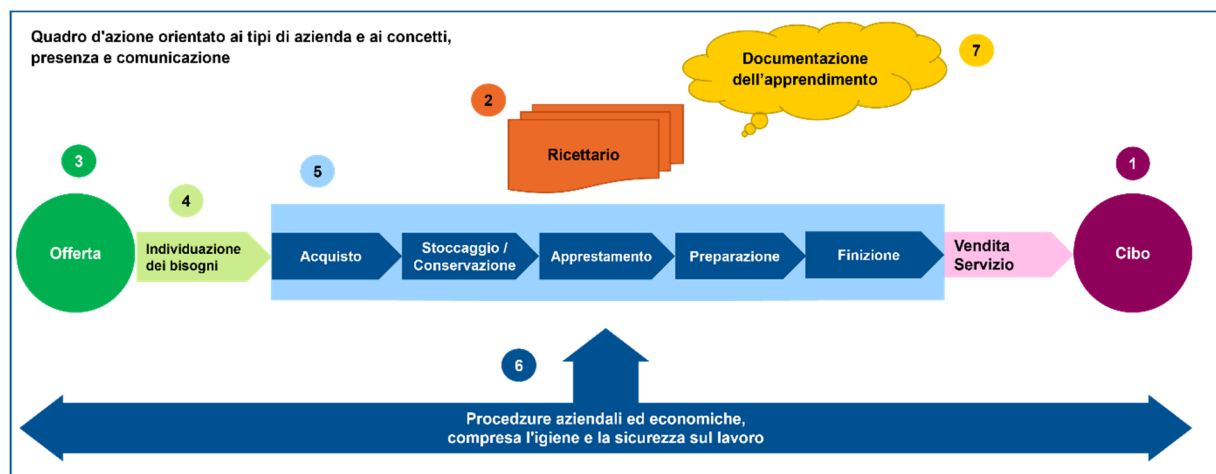 Quadro d'azione orientato ai tipi di azienda e ai concetti,
presenza e comunicazione
Documentazione
dell'apprendimento
7
2
Ricettario
3
Offerta
4
Individuazione
dei bisogni
5
Acquisto
Stoccaggio /
Conservazione
Apprestamento
Preparazione
Finizione
Vendita
Servizio
1
Cibo
6
Procedzure aziendali ed economiche,
compresa l'igiene e la sicurezza sul lavoro